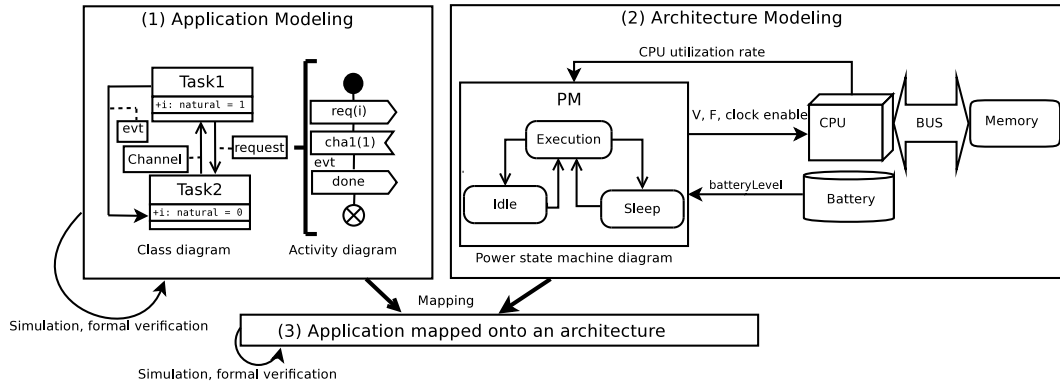 (1) Application Modeling
Task1
+i: natural = 1
evt
Channel
request
Task2
+i: natural = 0
Class diagram
req(i)
cha1(1)
evt
done
Activity diagram
(2) Architecture Modeling
CPU utilization rate
PM
Execution
Idle
Sleep
Power state machine diagram
V, F, clock enable
CPU
BUS
Memory
batteryLevel
Battery
Mapping
Simulation, formal verification
(3) Application mapped onto an architecture
Simulation, formal verification